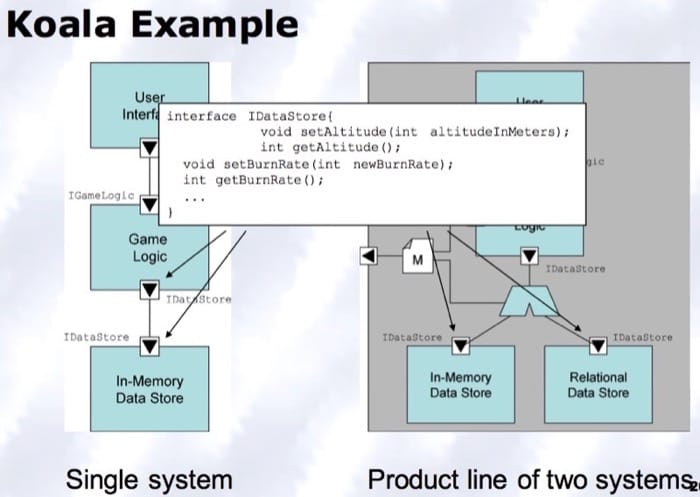 Koala Example
User
Interfa
interface IDataStore{
void setAltitude(int altitudeInMeters);
int getAltitude();
void setBurnRate(int newBurnRate);
int getBurnRate();
...
}
IGameLogic
Game
Logic
IDataStore
IDataStore
In-Memory
Data Store
Single system
User
gic
Logic
M
IDataStore
IDataStore
IDataStore
In-Memory
Data Store
Relational
Data Store
Product line of two systems